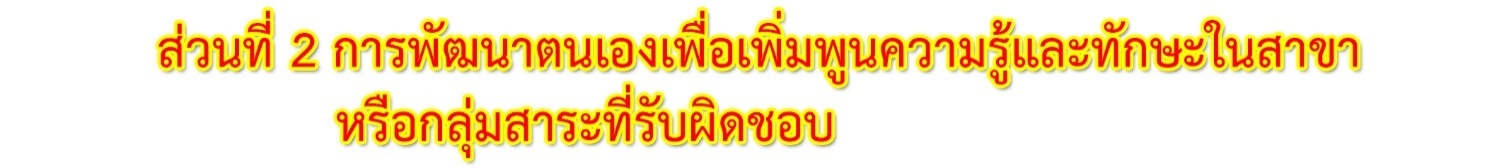 ส่วนที่ 2 การพัฒนาตนเองเพื่อเพิ่มพูนความรู้และทักษะในสาขา
หรือกลุ่มสาระที่รับผิดชอบ